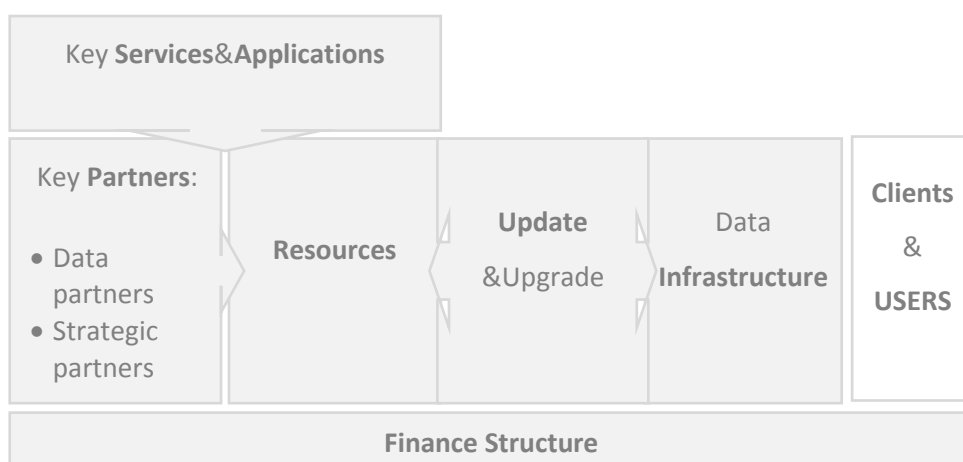 Key Services&Applications
Key Partners:
• Data
partners
• Strategic
partners
Resources
Update
&Upgrade
Data
Infrastructure
Clients
&
USERS
Finance Structure